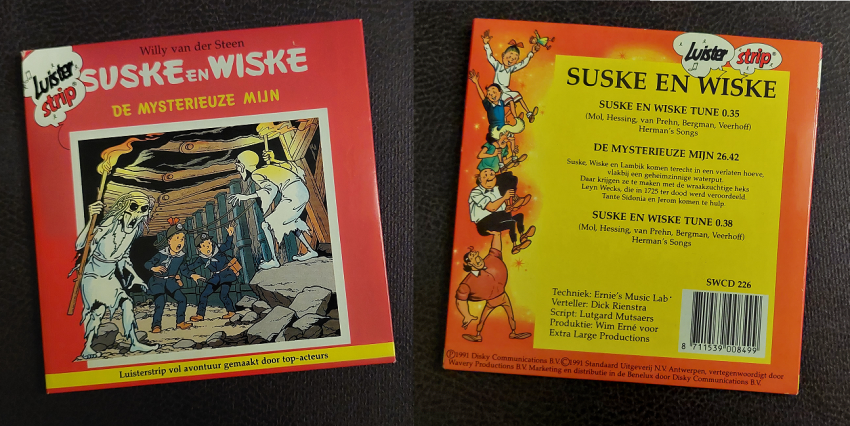 Willy van der Steen
Luister
strip
SUSKE EN WISKE
DE MYSTERIEUZE MIJN
Luisterstrip vol avontuur gemaakt door top-acteurs
Luister strip
SUSKE EN WISKE
SUSKE EN WISKE TUNE 0.35
(Mol, Hessing, van Prehn, Bergman, Veerhoff)
Herman's Songs
DE MYSTERIEUZE MIJN 26.42
Suske, Wiske en Lambik komen terecht in een verlaten hoeve,
vlakbij een geheimzinnige waterput.
Daar krijgen ze te maken met de wraakzuchtige heks
Leyn Wecks, die in 1725 ter dood werd veroordeeld.
Tante Sidonia en Jerom komen te hulp.
SUSKE EN WISKE TUNE 0.38
(Mol, Hessing, van Prehn, Bergman, Veerhoff)
Herman's Songs
SWCD 226
Techniek: Ernie's Music Lab
Verteller: Dick Rienstra
Script: Lutgard Mutsaers
Produktie: Wim Erné voor
Extra Large Productions
8 711539 008499
Ⓟ1991 Disky Communications B.V. ©1991 Standaard Uitgeverij N.V. Antwerpen, vertegenwoordigd door
Wavery Productions B.V. Marketing en distributie in de Benelux door Disky Communications B.V.